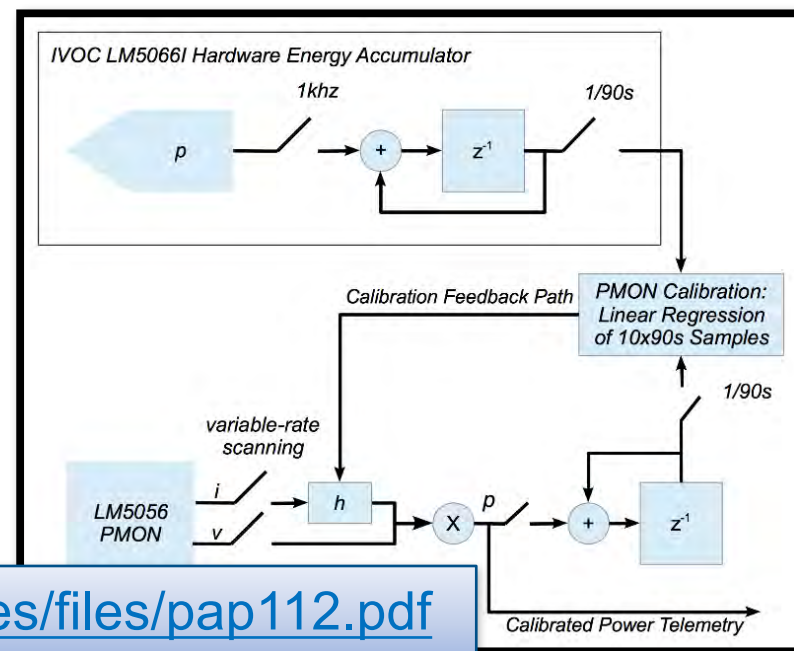 IVOC LM5066I Hardware Energy Accumulator
1khz
1/90s
p
+
z-1
Calibration Feedback Path
PMON Calibration:
Linear Regression
of 10x90s Samples
1/90s
variable-rate
scanning
i
v
LM5056
PMON
h
X
p
+
z-1
es/files/pap112.pdf
Calibrated Power Telemetry